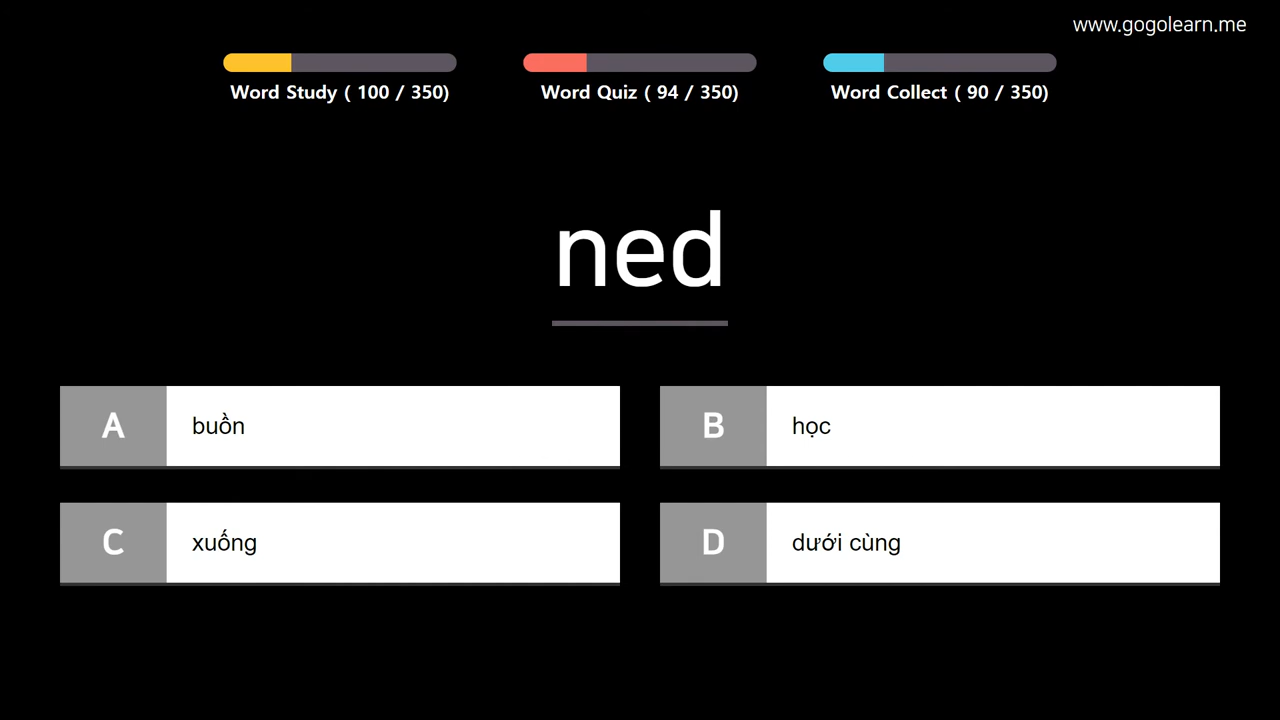 www.gogolearn.me
Word Study ( 100 / 350)
Word Quiz ( 94 / 350)
Word Collect ( 90 / 350)
ned
A buồn
B học
C xuống
D dưới cùng